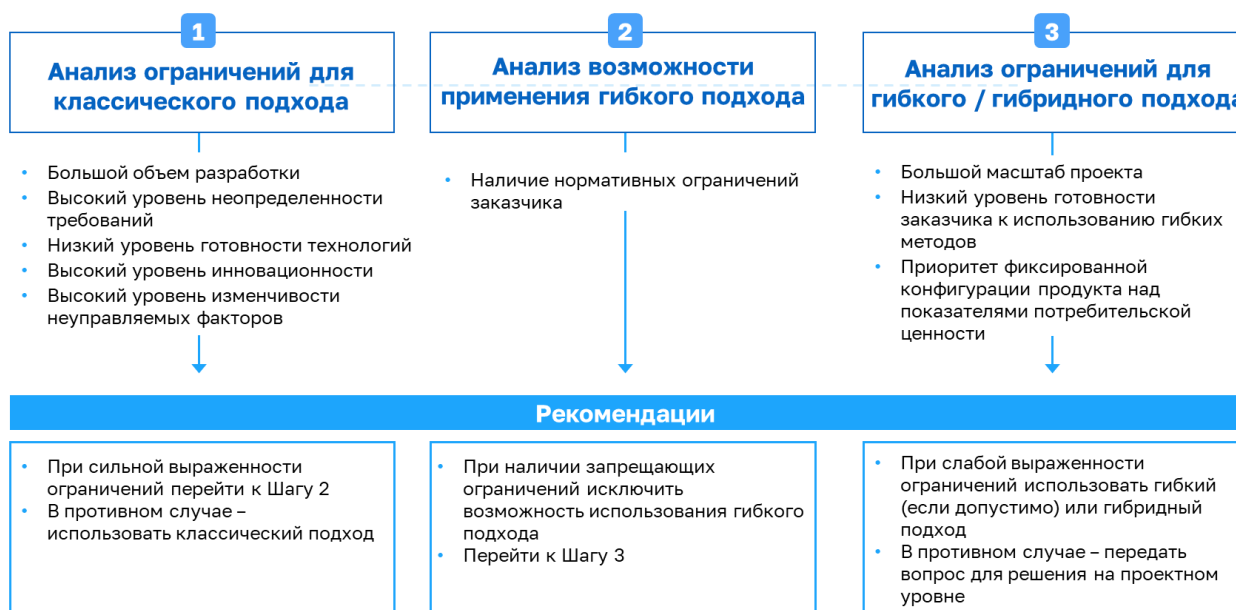 1
Анализ ограничений для
классического подхода
• Большой объем разработки
• Высокий уровень неопределенности
требований
• Низкий уровень готовности технологий
• Высокий уровень инновационности
• Высокий уровень изменчивости
неуправляемых факторов
2
Анализ возможности
применения гибкого подхода
• Наличие нормативных ограничений
заказчика
3
Анализ ограничений для
гибкого / гибридного подхода
• Большой масштаб проекта
• Низкий уровень готовности
заказчика к использованию гибких
методов
• Приоритет фиксированной
конфигурации продукта над
показателями потребительской
ценности
Рекомендации
• При сильной выраженности
ограничений перейти к Шагу 2
• В противном случае –
использовать классический подход
• При наличии запрещающих
ограничений исключить
возможность использования гибкого
подхода
• Перейти к Шагу 3
• При слабой выраженности
ограничений использовать гибкий
(если допустимо) или гибридный
подход
• В противном случае – передать
вопрос для решения на проектном
уровне